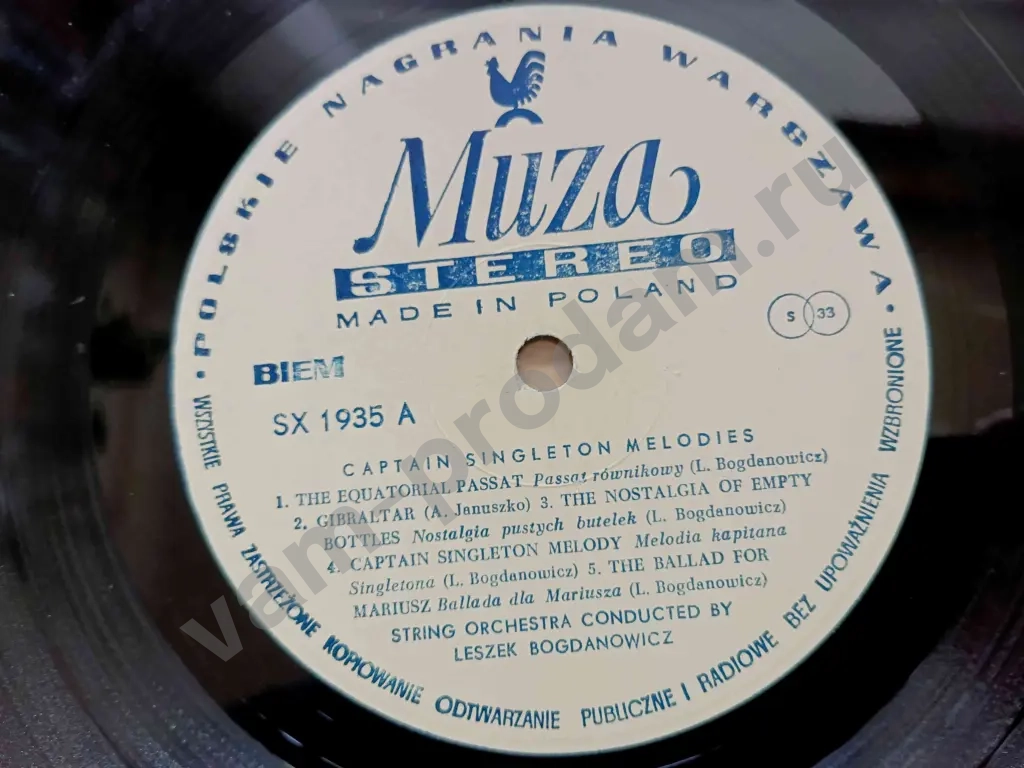 • POLSKIE NAGRANIA WARSZAWA •
Muza
STEREO
MADE IN POLAND
S 33
BIEM
SX 1935 A
CAPTAIN SINGLETON MELODIES
1. THE EQUATORIAL PASSAT Passat równikowy (L. Bogdanowicz)
2. GIBRALTAR (A. Januszko) 3. THE NOSTALGIA OF EMPTY
BOTTLES Nostalgia pustych butelek (L. Bogdanowicz)
4. CAPTAIN SINGLETON MELODY Melodia kapitana
Singletona (L. Bogdanowicz) 5. THE BALLAD FOR
MARIUSZ Ballada dla Mariusza (L. Bogdanowicz)
STRING ORCHESTRA CONDUCTED BY
LESZEK BOGDANOWICZ
WSZYSTKIE PRAWA ZASTRZEŻONE KOPIOWANIE ODTWARZANIE PUBLICZNE I RADIOWE BEZ UPOWAŻNIENIA WZBRONIONE
vam-prodam.ru